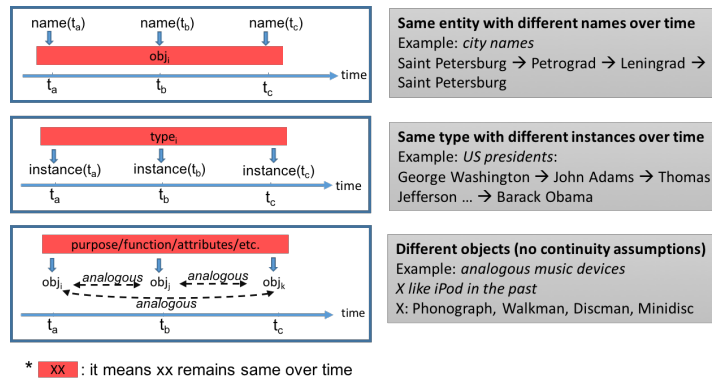 name(ta) name(tb) name(tc)
obji
time
ta tb tc
Same entity with different names over time
Example: city names
Saint Petersburg → Petrograd → Leningrad →
Saint Petersburg
typei
instance(ta) instance(tb) instance(tc)
time
ta tb tc
Same type with different instances over time
Example: US presidents:
George Washington → John Adams → Thomas
Jefferson ... → Barack Obama
purpose/function/attributes/etc.
obji analogous objj analogous objk
analogous
time
ta tb tc
Different objects (no continuity assumptions)
Example: analogous music devices
X like iPod in the past
X: Phonograph, Walkman, Discman, Minidisc
* XX : it means xx remains same over time